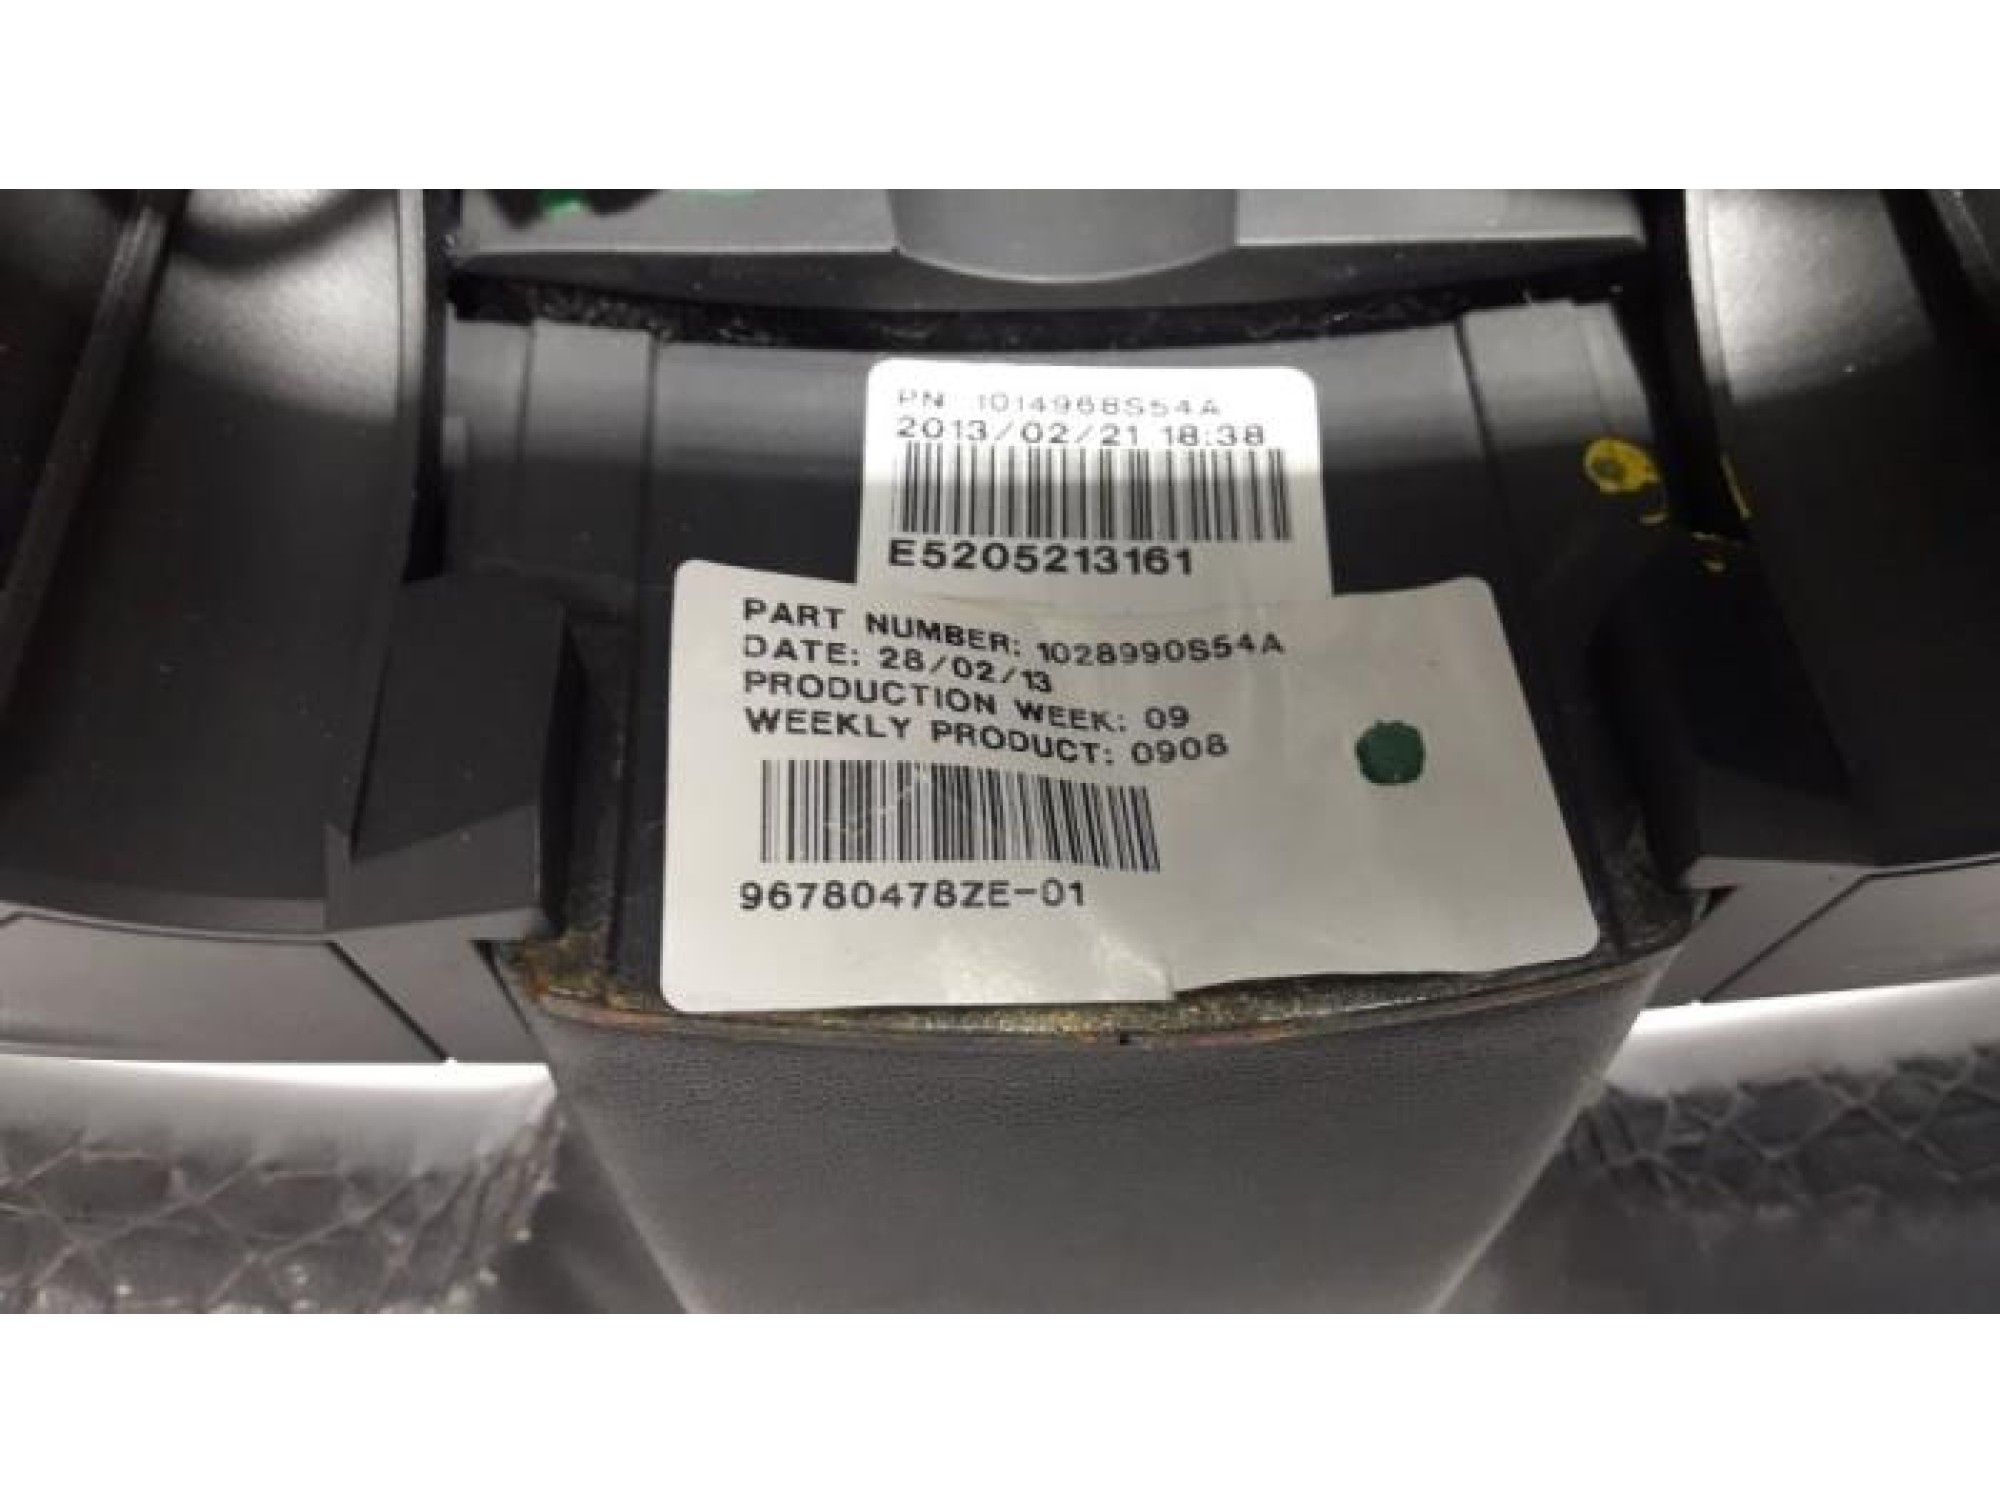 PN 1014968S54A
2013/02/21 18:38
E5205213161
PART NUMBER: 1028990S54A
DATE: 28/02/13
PRODUCTION WEEK: 09
WEEKLY PRODUCT: 0908
96780478ZE-01